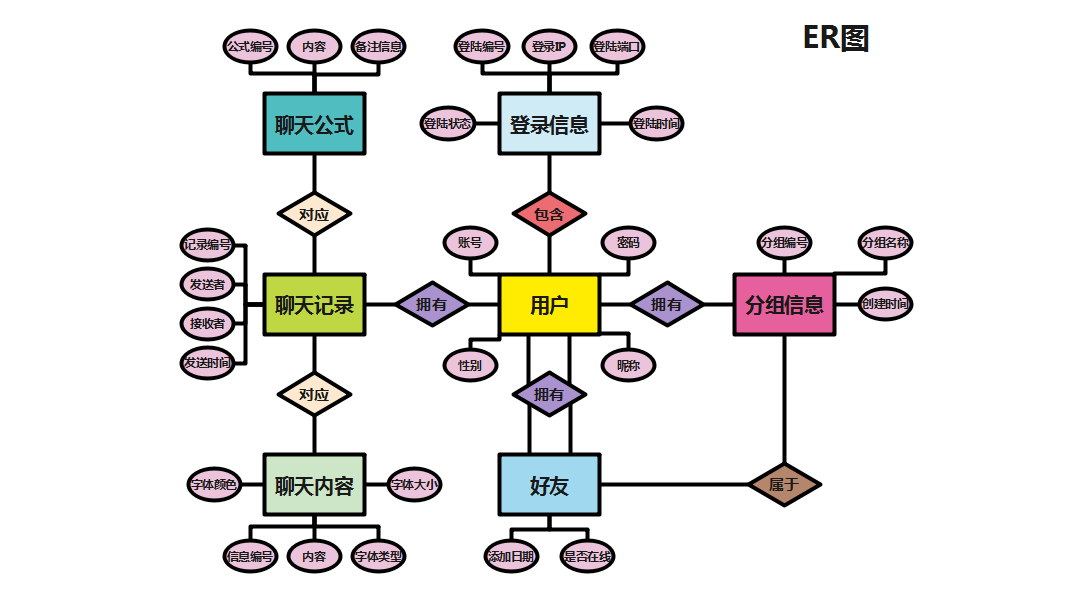 ER图
公式编号
内容
备注信息
登陆编号
登录IP
登陆端口
聊天公式
登陆状态
登录信息
登陆时间
对应
包含
记录编号
账号
密码
分组编号
分组名称
发送者
聊天记录
拥有
用户
拥有
分组信息
创建时间
接收者
发送时间
性别
昵称
对应
拥有
字体颜色
聊天内容
字体大小
好友
属于
信息编号
内容
字体类型
添加日期
是否在线